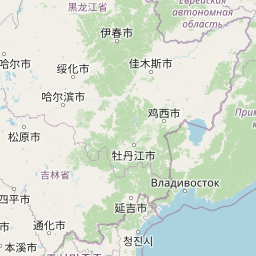 黑龙江省
Еврейская
автономная
область
伊春市
哈尔市
绥化市
佳木斯市
哈尔滨市
鸡西市
松原市
牡丹江市
吉林省
Владивосток
四平市
延吉市
通化市
청진시
本溪市